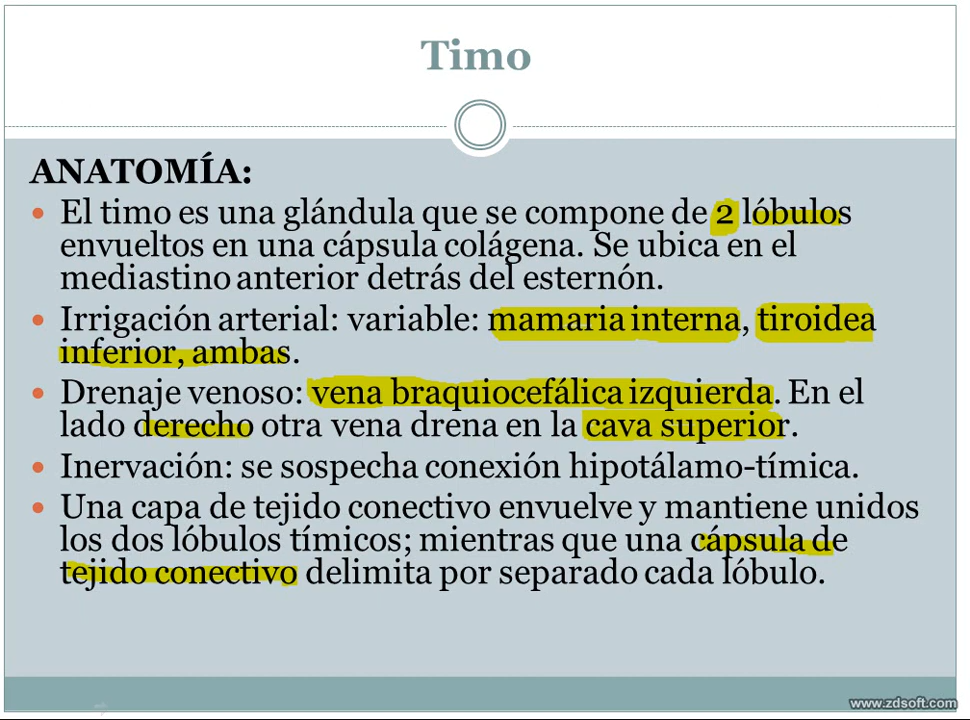 Timo
ANATOMÍA:
• El timo es una glándula que se compone de 2 lóbulos
envueltos en una cápsula colágena. Se ubica en el
mediastino anterior detrás del esternón.
• Irrigación arterial: variable: mamaria interna, tiroidea
inferior, ambas.
• Drenaje venoso: vena braquiocefálica izquierda. En el
lado derecho otra vena drena en la cava superior.
• Inervación: se sospecha conexión hipotálamo-tímica.
• Una capa de tejido conectivo envuelve y mantiene unidos
los dos lóbulos tímicos; mientras que una cápsula de
tejido conectivo delimita por separado cada lóbulo.
www.zdsoft.com